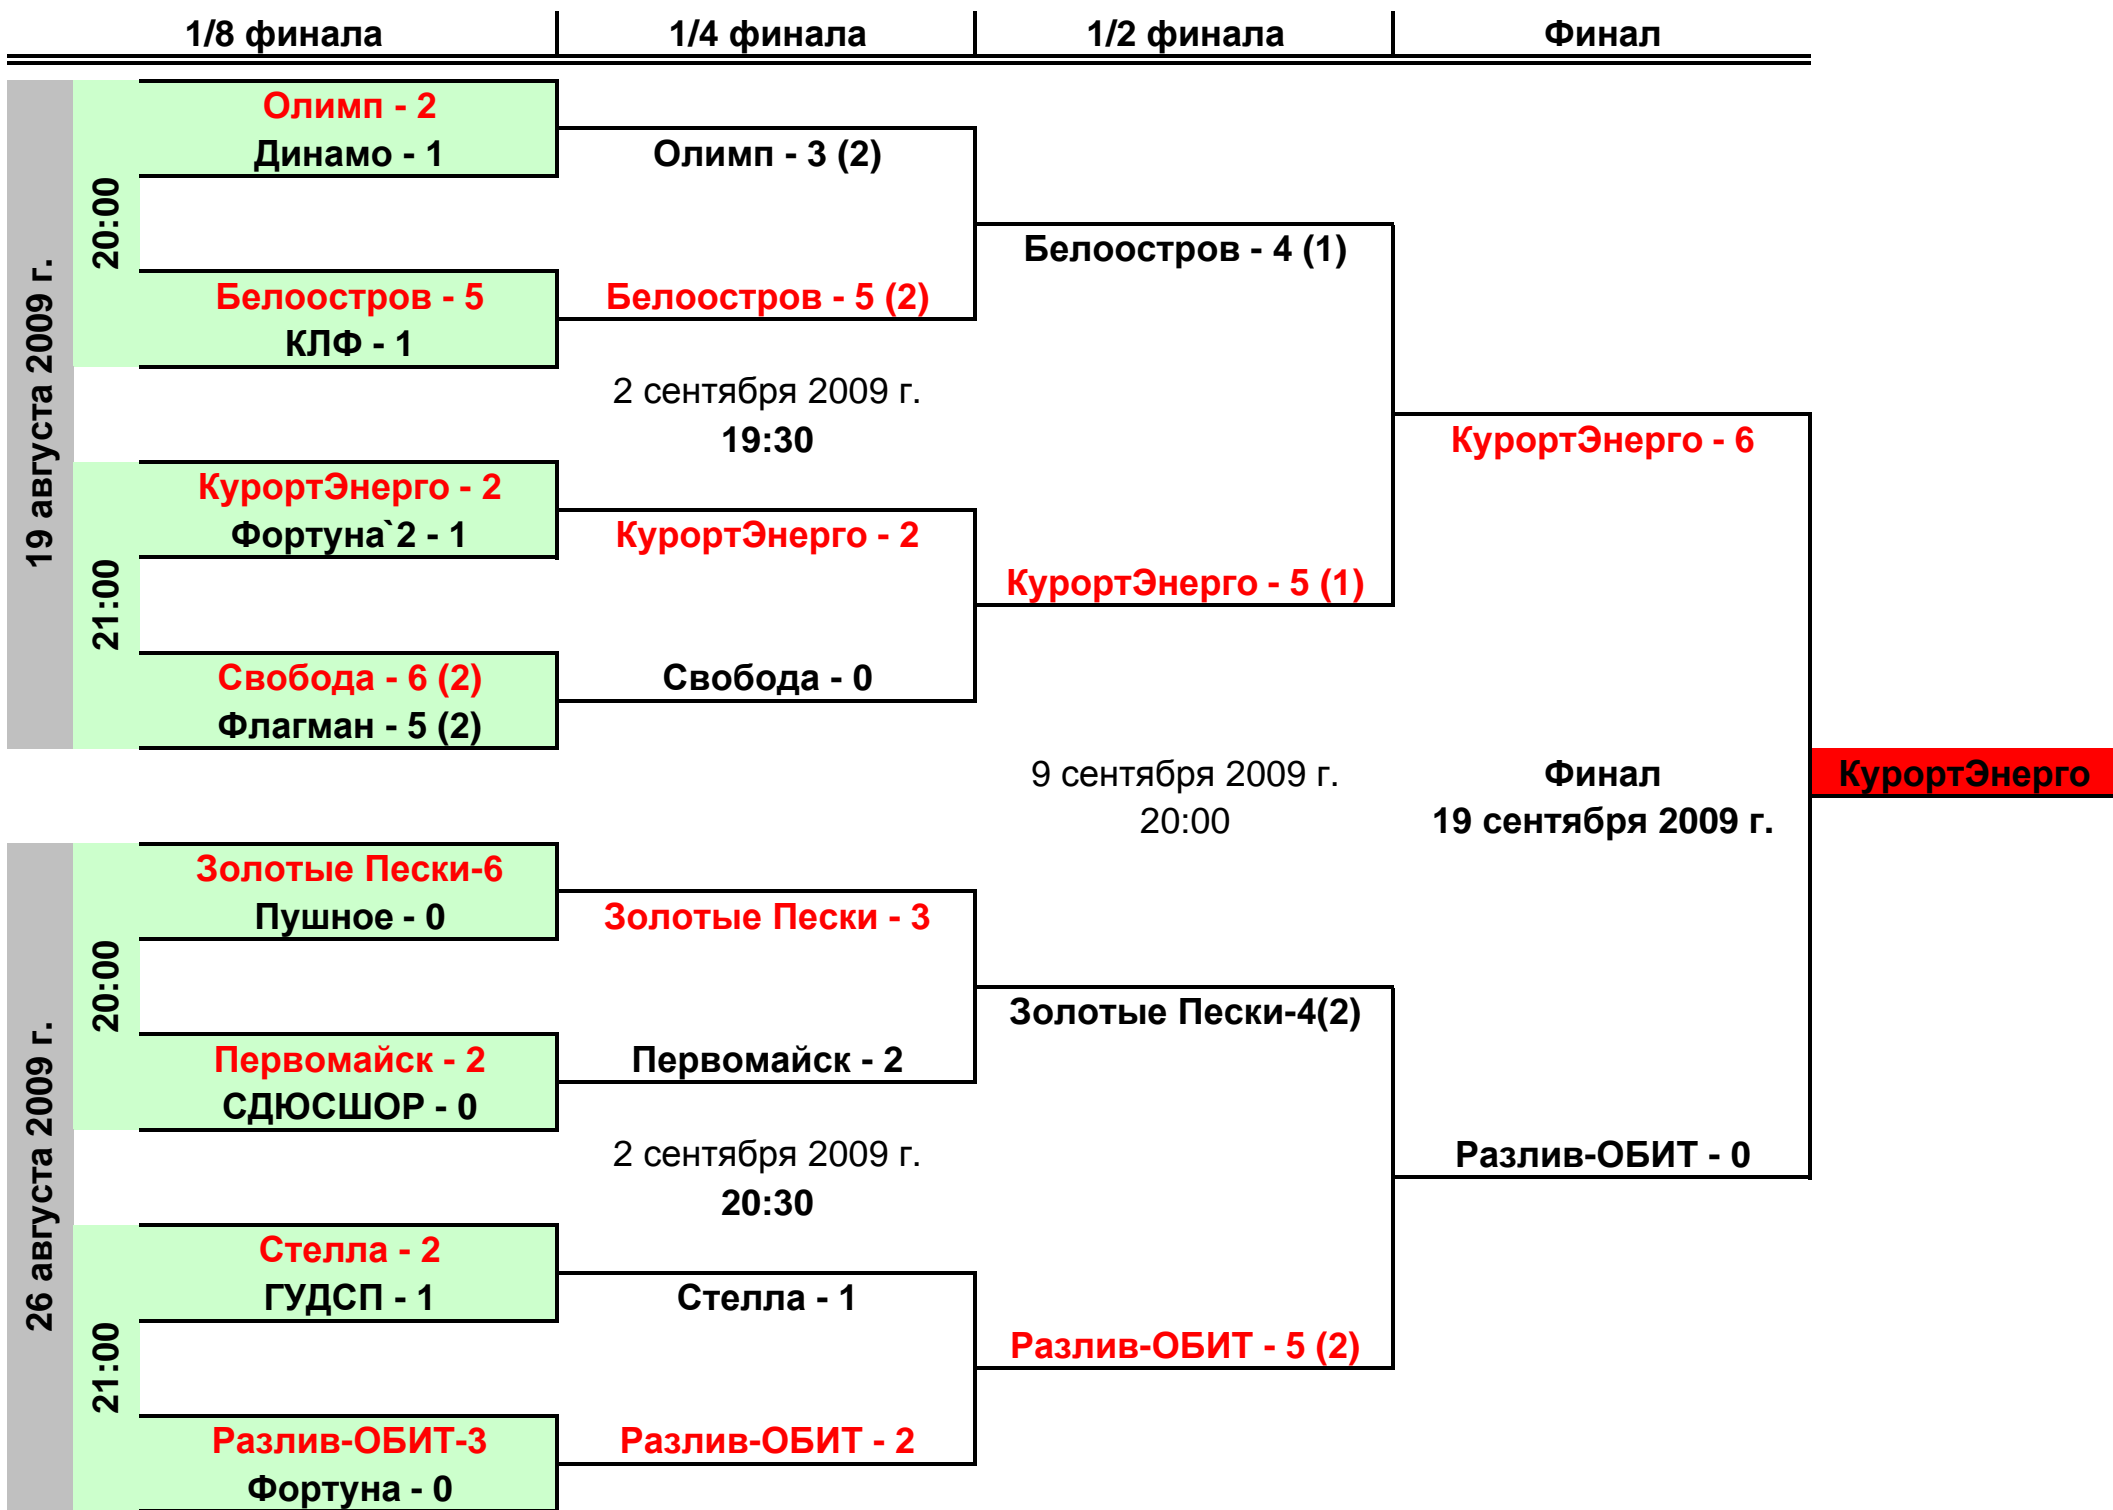 1/8 финала
1/4 финала
1/2 финала
Финал
19 августа 2009 г.
20:00
Олимп - 2
Динамо - 1
Белоостров - 5
КЛФ - 1
21:00
КурортЭнерго - 2
Фортуна`2 - 1
Свобода - 6 (2)
Флагман - 5 (2)
26 августа 2009 г.
20:00
Золотые Пески-6
Пушное - 0
Первомайск - 2
СДЮСШОР - 0
21:00
Стелла - 2
ГУДСП - 1
Разлив-ОБИТ-3
Фортуна - 0
Олимп - 3 (2)
Белоостров - 5 (2)
2 сентября 2009 г.
19:30
КурортЭнерго - 2
Свобода - 0
Золотые Пески - 3
Первомайск - 2
2 сентября 2009 г.
20:30
Стелла - 1
Разлив-ОБИТ - 2
Белоостров - 4 (1)
КурортЭнерго - 5 (1)
9 сентября 2009 г.
20:00
Золотые Пески-4(2)
Разлив-ОБИТ - 5 (2)
КурортЭнерго - 6
Финал
19 сентября 2009 г.
Разлив-ОБИТ - 0
КурортЭнерго